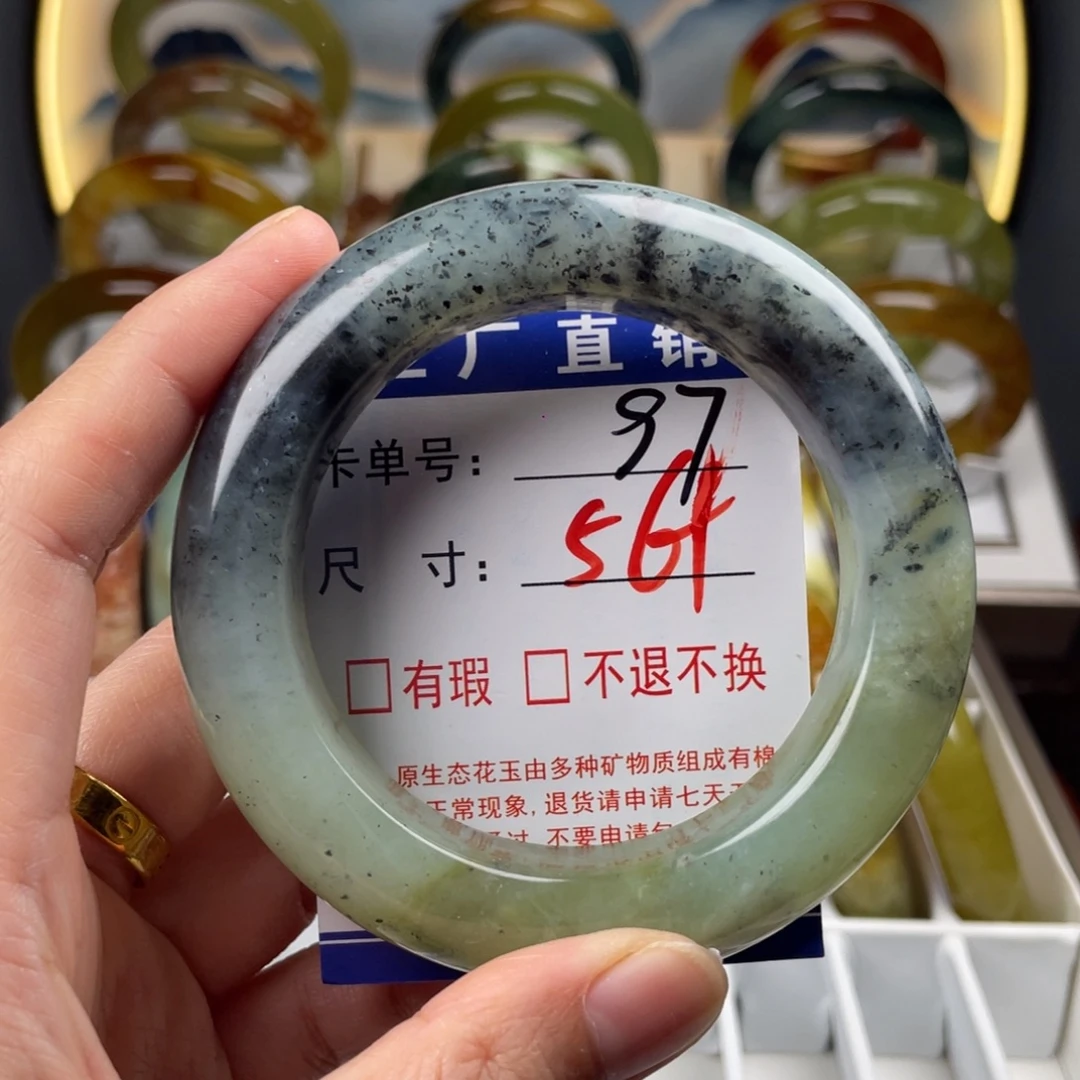 厂直销
卡单号: 97
尺 寸: 56
有瑕 不退不换
原生态花玉由多种矿物质组成有棉
正常现象,退货请申请七天
不要申请